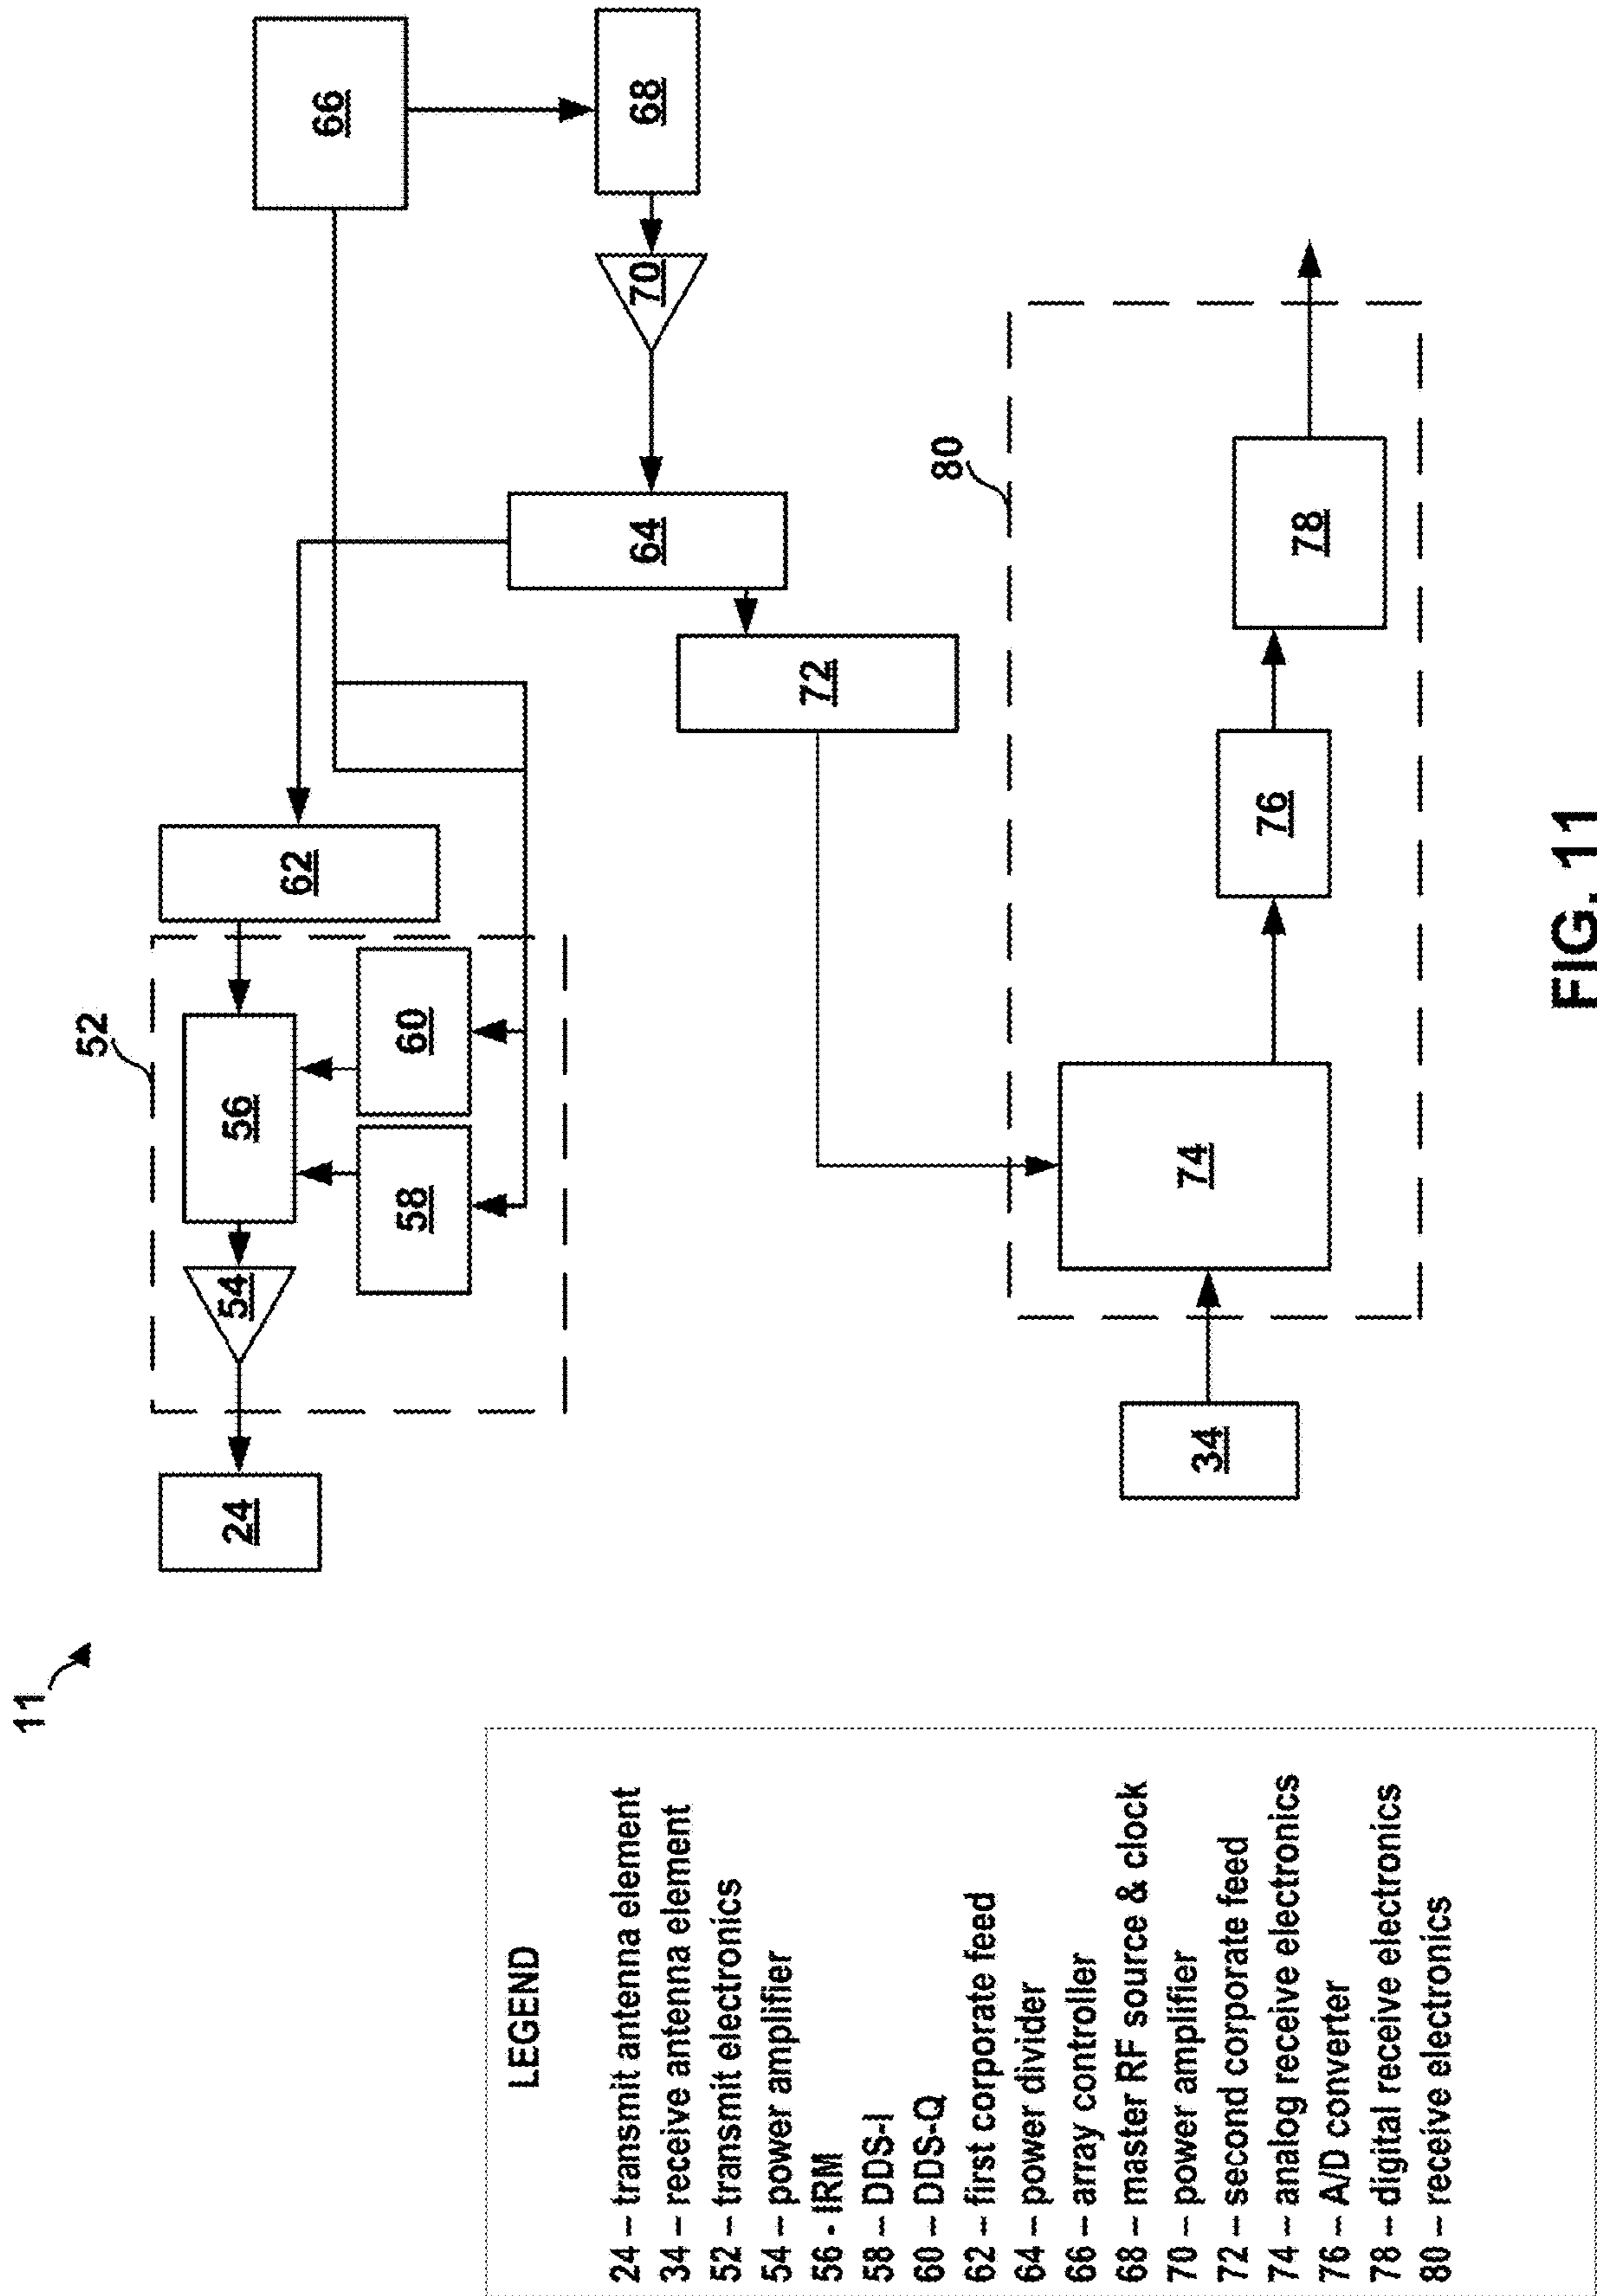 11
24
54
56
52
58
60
62
66
68
70
64
72
34
74
76
78
80
LEGEND
24 – transmit antenna element
34 – receive antenna element
52 – transmit electronics
54 – power amplifier
56 - IRM
58 – DDS-I
60 – DDS-Q
62 – first corporate feed
64 – power divider
66 – array controller
68 – master RF source & clock
70 – power amplifier
72 – second corporate feed
74 – analog receive electronics
76 – A/D converter
78 – digital receive electronics
80 – receive electronics
FIG. 11